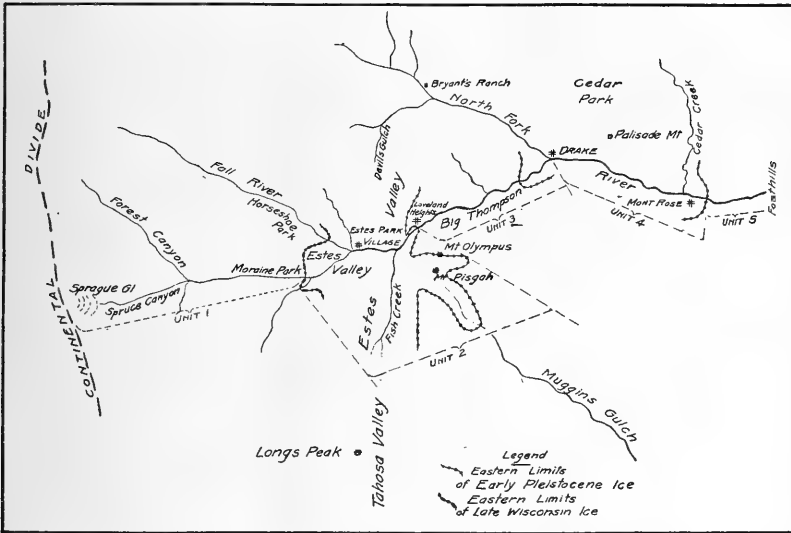 CONTINENTAL DIVIDE
Bryant's Ranch
Cedar
Park
North Fork
Cedar Creek
Palisade Mt
Devils Gulch
DRAKE
Fall River
Horseshoe
Park
Valley
Loveland
Heights
Big Thompson
River
MONT ROSE
Foothills
UNIT 3
UNIT 4
UNIT 5
Forest
Canyon
ESTES PARK
VILLAGE
Estes
Valley
Moraine Park
Mt Olympus
Mt Pisgah
Sprague Gl
Spruce Canyon
UNIT 1
Estes
Fish Creek
UNIT 2
Muggins
Gulch
Longs Peak
Tahosa Valley
Legend
Eastern Limits
of Early Pleistocene Ice
Eastern Limits
of Late Wisconsin Ice